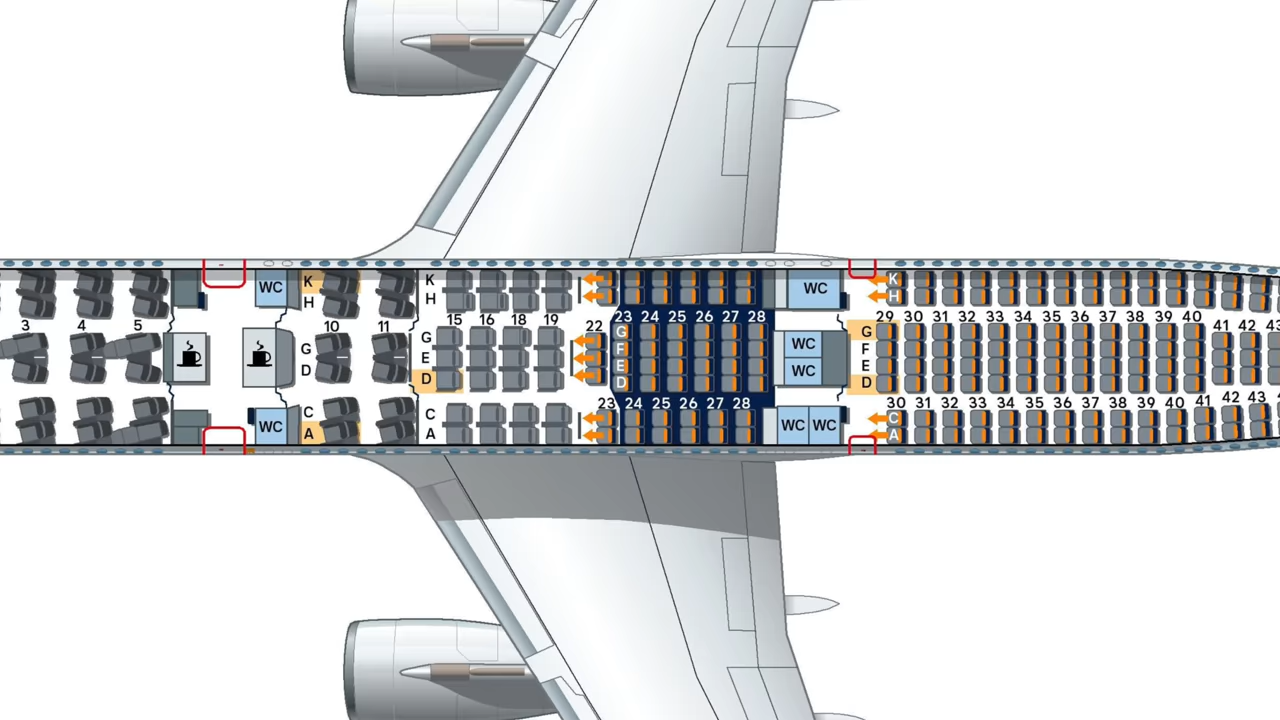 K K K
WC WC
H H H
15 16 18 19 22 23 24 25 26 27 28 29 30 31 32 33 34 35 36 37 38 39 40
3 4 5 10 11 41 42 43
G G G G
WC
F F
G E E E
WC
D D D D
23 24 25 26 27 28 30 31 32 33 34 35 36 37 38 39 40 41 42 43
C C C
WC WC WC
A A A